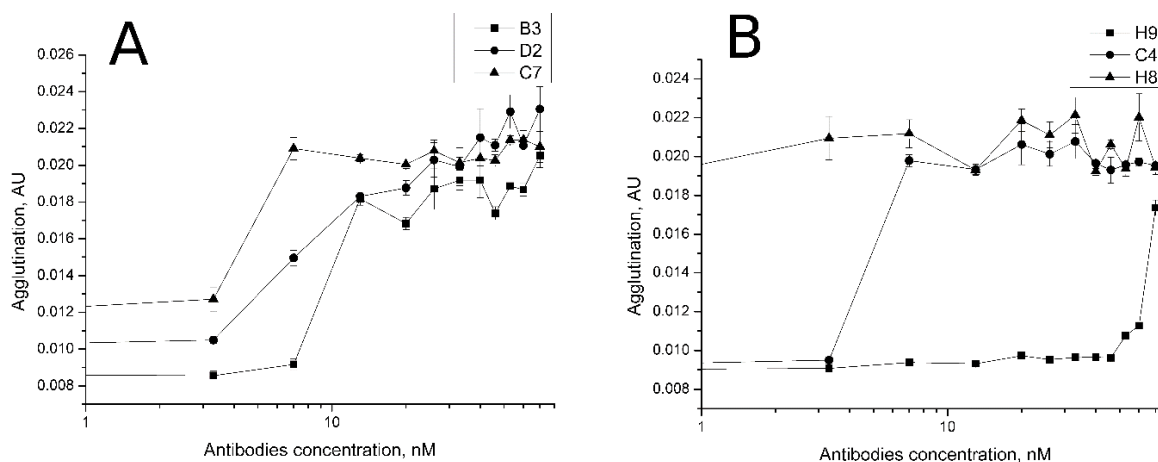 A
B3
D2
C7
0.026
0.024
0.022
0.020
0.018
0.016
0.014
0.012
0.010
0.008
Agglutination, AU
1
10
Antibodies concentration, nM
B
H9
C4
H8
0.024
0.022
0.020
0.018
0.016
0.014
0.012
0.010
0.008
Agglutination, AU
1
10
Antibodies concentration, nM